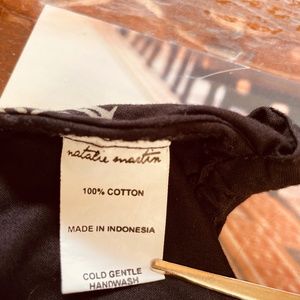 natalie martin
100% COTTON
MADE IN INDONESIA
COLD GENTLE
HANDWASH